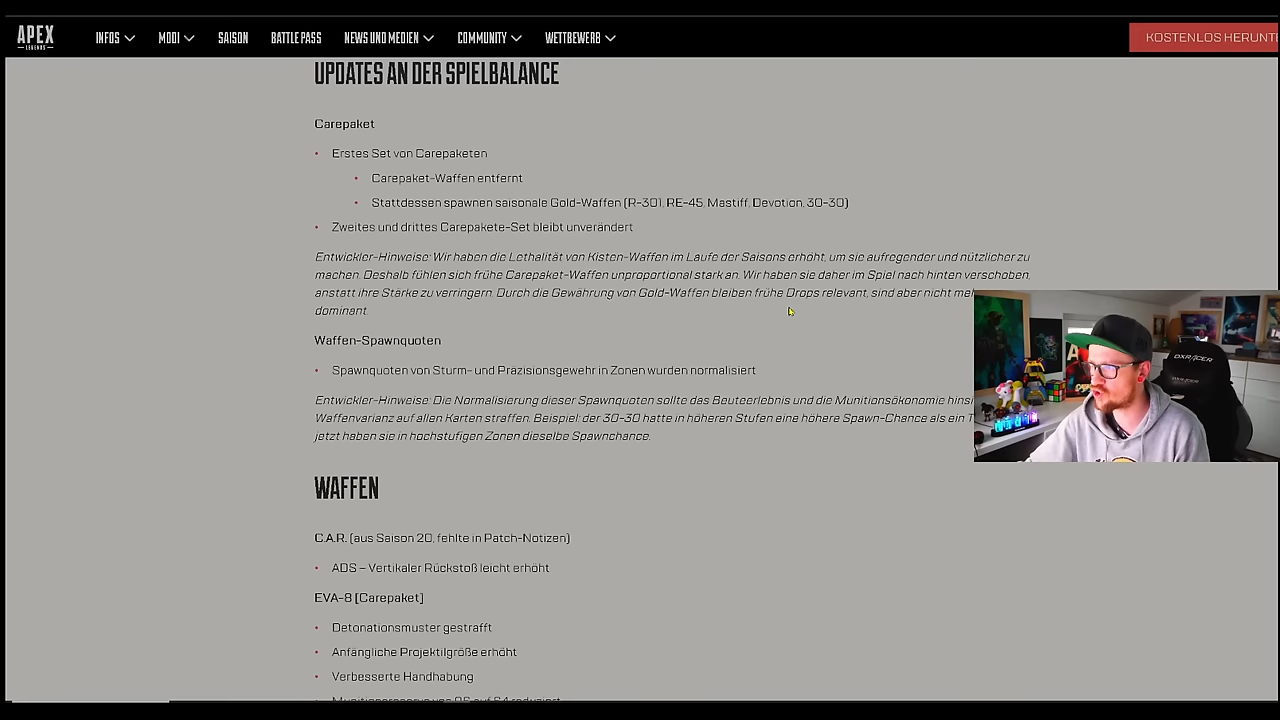 APEX
LEGENDS
INFOS MODI SAISON BATTLE PASS NEWS UND MEDIEN COMMUNITY WETTBEWERB
KOSTENLOS HERUNTE
UPDATES AN DER SPIELBALANCE
Carepaket
• Erstes Set von Carepaketen
• Carepaket-Waffen entfernt
• Stattdessen spawnen saisonale Gold-Waffen (R-301, RE-45, Mastiff, Devotion, 30-30)
• Zweites und drittes Carepakete-Set bleibt unverändert
Entwickler-Hinweise: Wir haben die Lethalität von Kisten-Waffen im Laufe der Saisons erhöht, um sie aufregender und nützlicher zu
machen. Deshalb fühlen sich frühe Carepaket-Waffen unproportional stark an. Wir haben sie daher im Spiel nach hinten verschoben,
anstatt ihre Stärke zu verringern. Durch die Gewährung von Gold-Waffen bleiben frühe Drops relevant, sind aber nicht meh
dominant.
Waffen-Spawnquoten
• Spawnquoten von Sturm- und Präzisionsgewehr in Zonen wurden normalisiert
Entwickler-Hinweise: Die Normalisierung dieser Spawnquoten sollte das Beuteerlebnis und die Munitionsökonomie hinsi
Waffenvielfalt auf allen Karten straffen. Beispiel: der 30-30 hatte in höheren Stufen eine höhere Spawn-Chance als ein T
jetzt haben sie in hochstufigen Zonen dieselbe Spawnchance.
WAFFEN
C.A.R. (aus Saison 20, fehlte in Patch-Notizen)
• ADS – Vertikaler Rückstoß leicht erhöht
EVA-8 [Carepaket]
• Detonationsmuster gestrafft
• Anfängliche Projektilgröße erhöht
• Verbesserte Handhabung
DXRACER